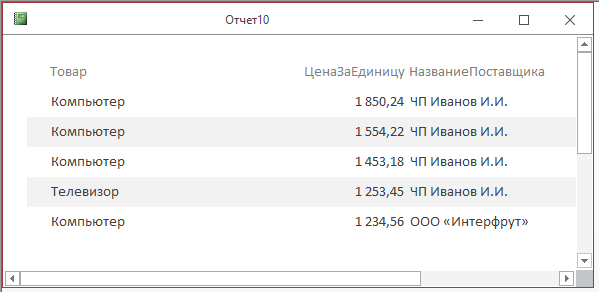 Отчет10
Товар ЦенаЗаЕдиницу НазваниеПоставщика
Компьютер 1 850,24 ЧП Иванов И.И.
Компьютер 1 554,22 ЧП Иванов И.И.
Компьютер 1 453,18 ЧП Иванов И.И.
Телевизор 1 253,45 ЧП Иванов И.И.
Компьютер 1 234,56 ООО «Интерфрут»